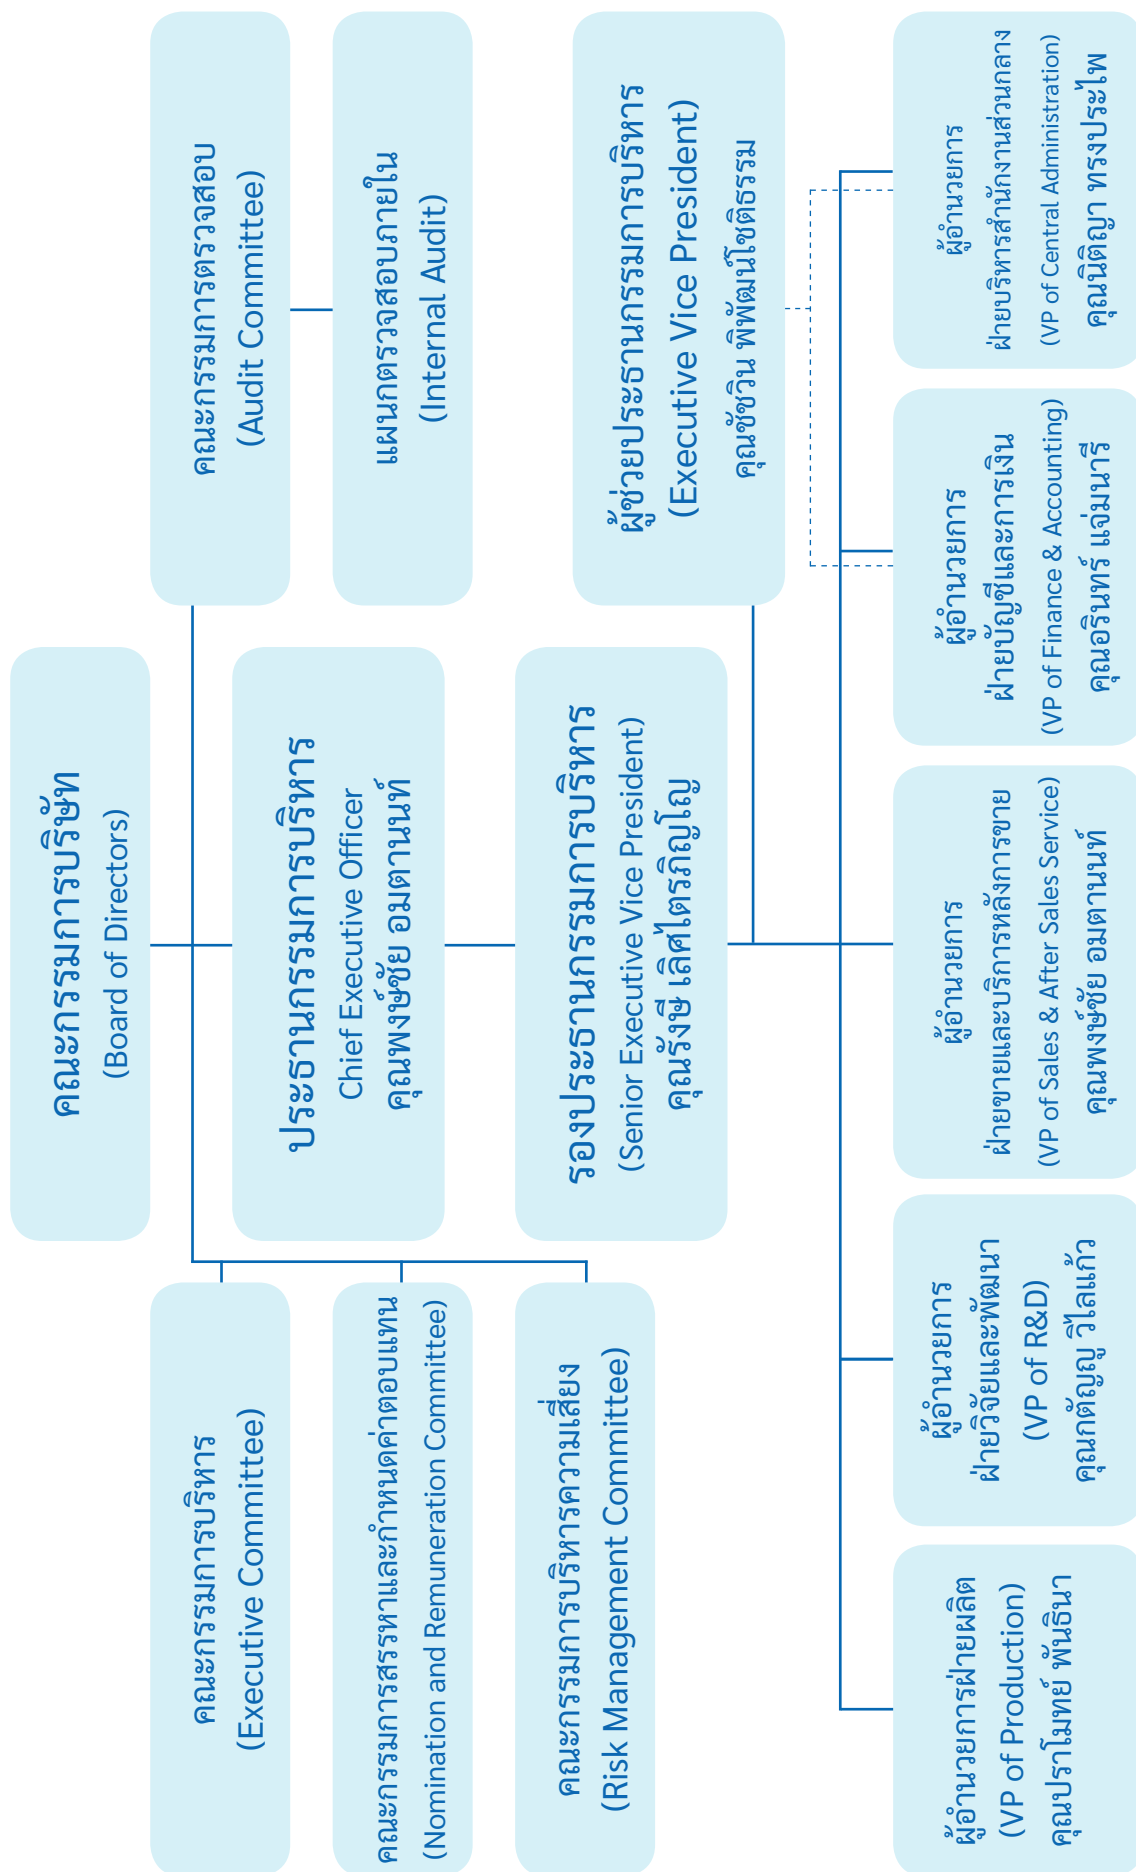 คณะกรรมการบริษัท
(Board of Directors)
คณะกรรมการตรวจสอบ
(Audit Committee)
แผนกตรวจสอบภายใน
(Internal Audit)
คณะกรรมการบริหาร
(Executive Committee)
คณะกรรมการสรรหาและกำหนดค่าตอบแทน
(Nomination and Remuneration Committee)
คณะกรรมการบริหารความเสี่ยง
(Risk Management Committee)
ประธานกรรมการบริหาร
Chief Executive Officer
คุณพงษ์ชัย อมตานนท์
รองประธานกรรมการบริหาร
(Senior Executive Vice President)
คุณรังษี เลิศไตรภิญโญ
ผู้ช่วยประธานกรรมการบริหาร
(Executive Vice President)
คุณชัชวิน พิพัฒน์โชติธรรม
ผู้อำนวยการฝ่ายผลิต
(VP of Production)
คุณปราโมทย์ พันธินา
ผู้อำนวยการ
ฝ่ายวิจัยและพัฒนา
(VP of R&D)
คุณกตัญญู วิไลแก้ว
ผู้อำนวยการ
ฝ่ายขายและบริการหลังการขาย
(VP of Sales & After Sales Service)
คุณพงษ์ชัย อมตานนท์
ผู้อำนวยการ
ฝ่ายบัญชีและการเงิน
(VP of Finance & Accounting)
คุณอรินทร์ แจ่มนารี
ผู้อำนวยการ
ฝ่ายบริหารสำนักงานส่วนกลาง
(VP of Central Administration)
คุณนิติญา ทรงประไพ